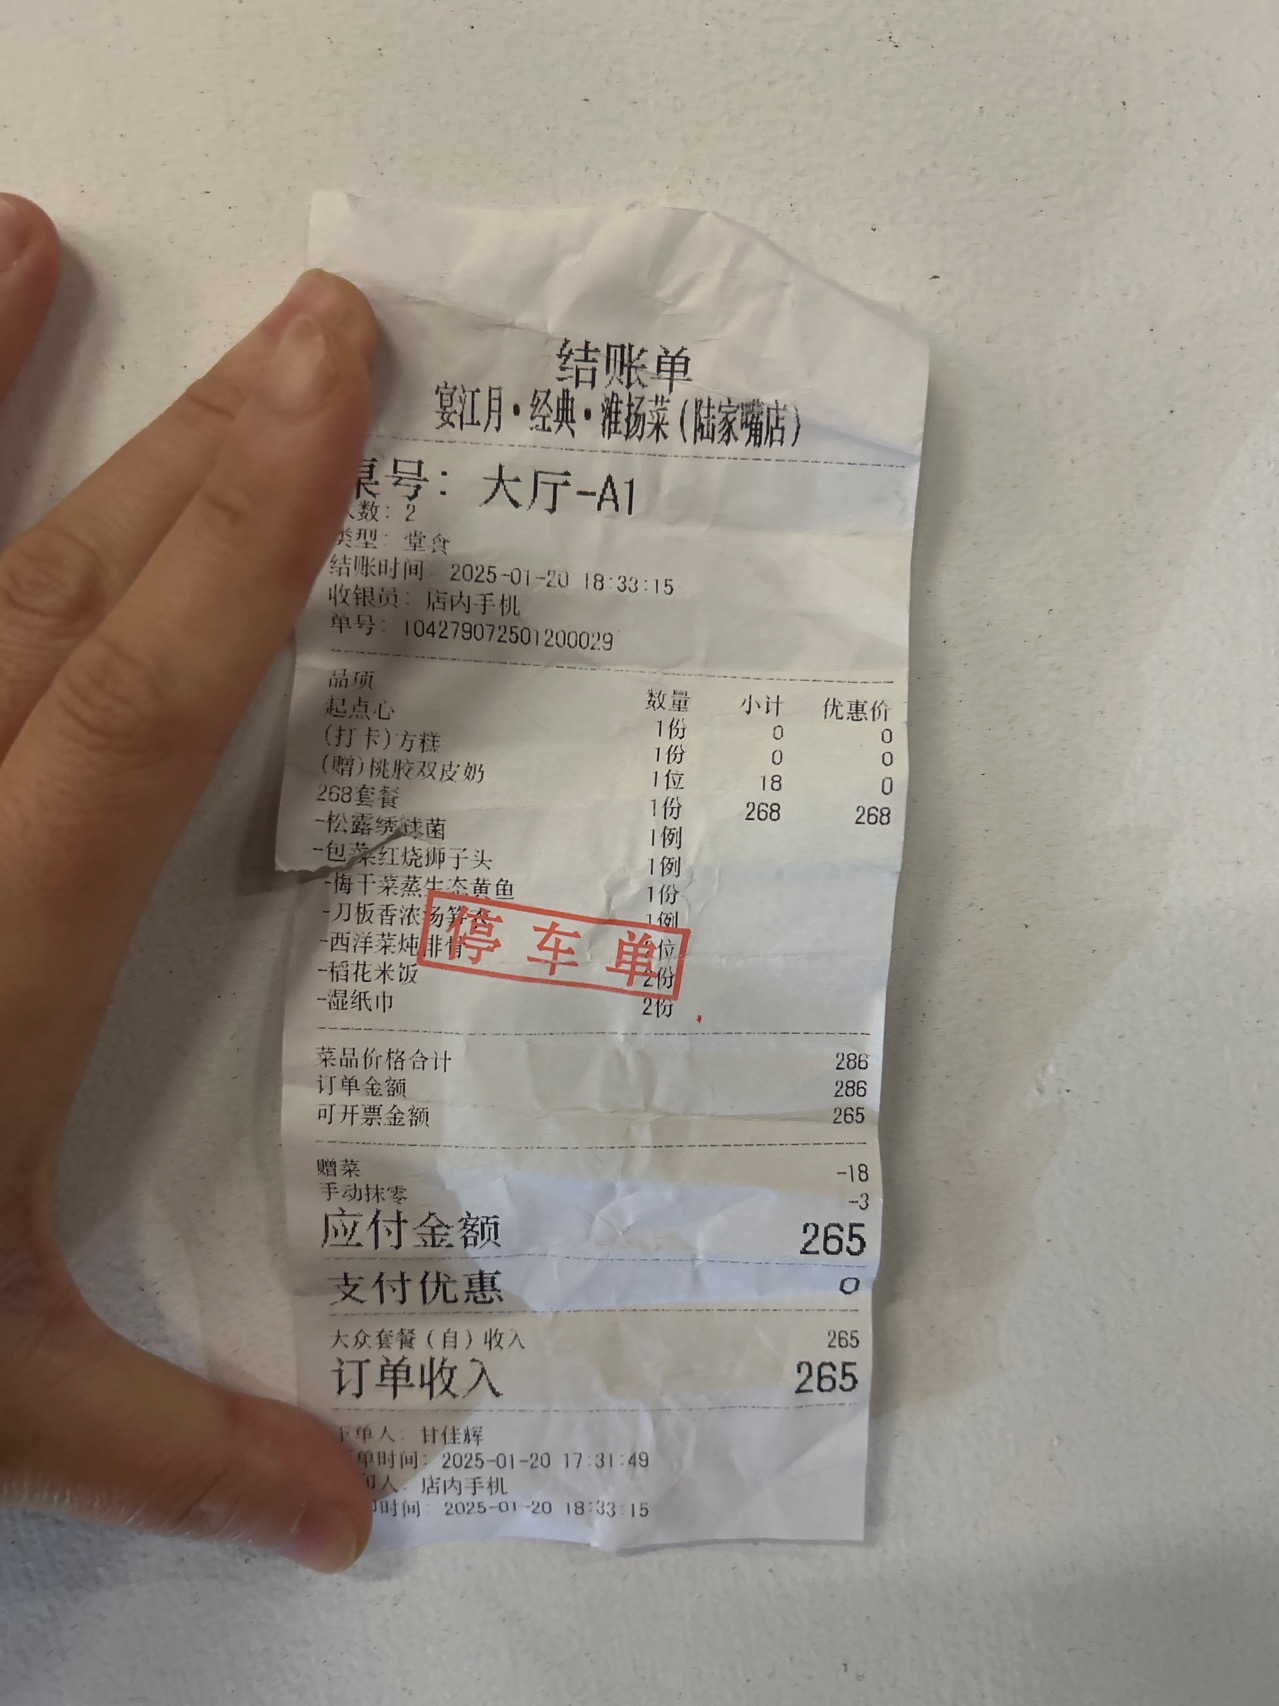 结账单
宴江月·经典·淮扬菜(陆家嘴店)
桌号: 大厅-A1
人数: 2
类型: 堂食
结账时间: 2025-01-20 18:33:15
收银员: 店内手机
单号: 104279072501200029
品项 数量 小计 优惠价
起点心 1份 0 0
(打卡)方糕 1份 0 0
(赠)桃胶双皮奶 1位 18 0
268套餐 1份 268 268
-松露绣球菌 1例
-包菜红烧狮子头 1例
-梅干菜蒸生态黄鱼 1份
-刀板香浓汤笋 1例
-西洋菜炖排骨 位
-稻花米饭 2份
-湿纸巾 2份
停车单
菜品价格合计 286
订单金额 286
可开票金额 265
赠菜 -18
手动抹零 -3
应付金额 265
支付优惠 0
大众套餐(自)收入 265
订单收入 265
下单人: 甘佳辉
单时间: 2025-01-20 17:31:49
印人: 店内手机
印时间: 2025-01-20 18:33:15